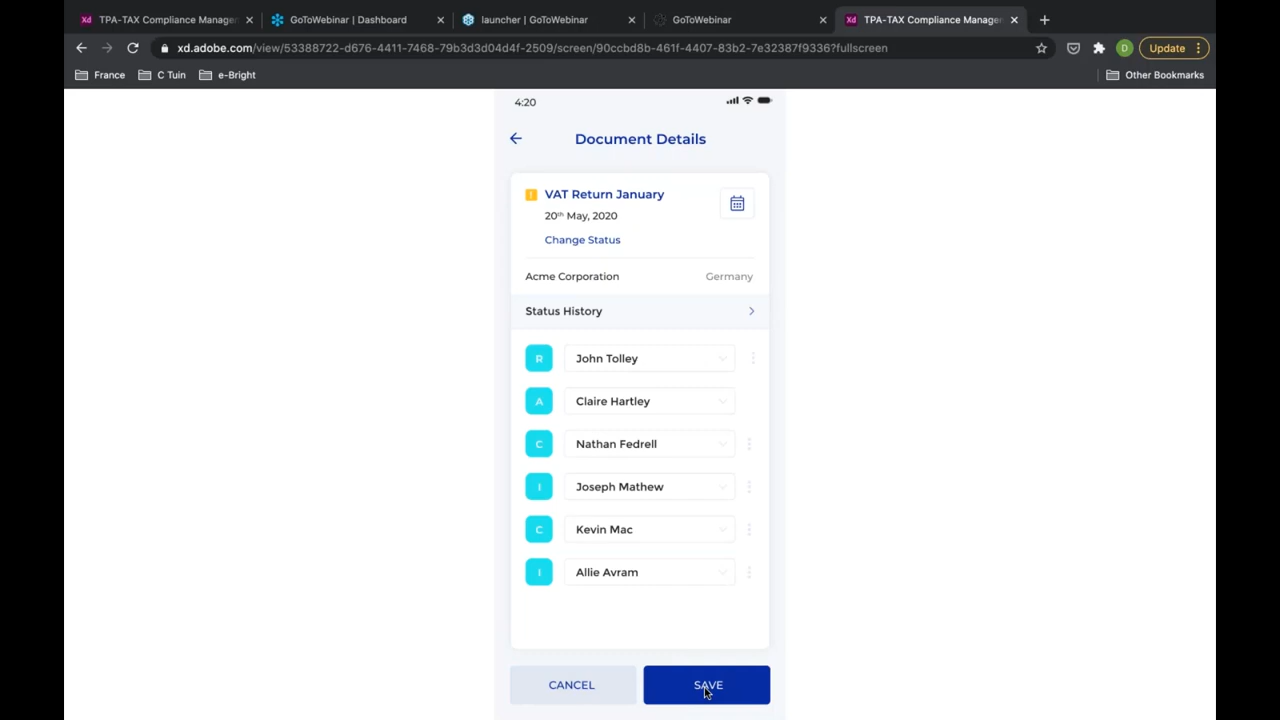 TPA-TAX Compliance Manager
GoToWebinar | Dashboard
launcher | GoToWebinar
GoToWebinar
TPA-TAX Compliance Manager
xd.adobe.com/view/53388722-d676-4411-7468-79b3d3d04d4f-2509/screen/90ccbd8b-461f-4407-83b2-7e32387f9336?fullscreen
D
Update
France
C Tuin
e-Bright
Other Bookmarks
4:20
Document Details
VAT Return January
20th May, 2020
Change Status
Acme Corporation Germany
Status History
R John Tolley
A Claire Hartley
C Nathan Fedrell
I Joseph Mathew
C Kevin Mac
I Allie Avram
CANCEL SAVE